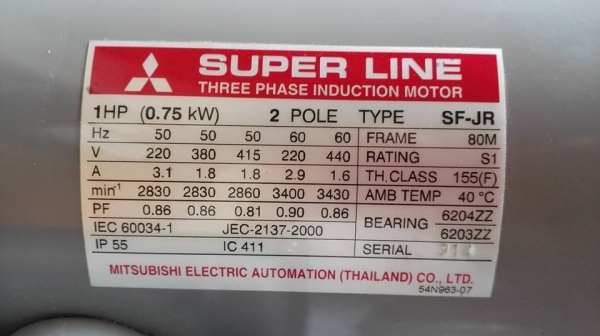 SUPER LINE
THREE PHASE INDUCTION MOTOR
1HP (0.75 kW) 2 POLE TYPE SF-JR
Hz 50 50 50 60 60 FRAME 80M
V 220 380 415 220 440 RATING S1
A 3.1 1.8 1.8 2.9 1.6 TH.CLASS 155(F)
min-1 2830 2830 2860 3400 3430 AMB TEMP 40 °C
PF 0.86 0.86 0.81 0.90 0.86 BEARING 6204ZZ
6203ZZ
IEC 60034-1 JEC-2137-2000
IP 55 IC 411 SERIAL
MITSUBISHI ELECTRIC AUTOMATION (THAILAND) CO., LTD.
54N963-07